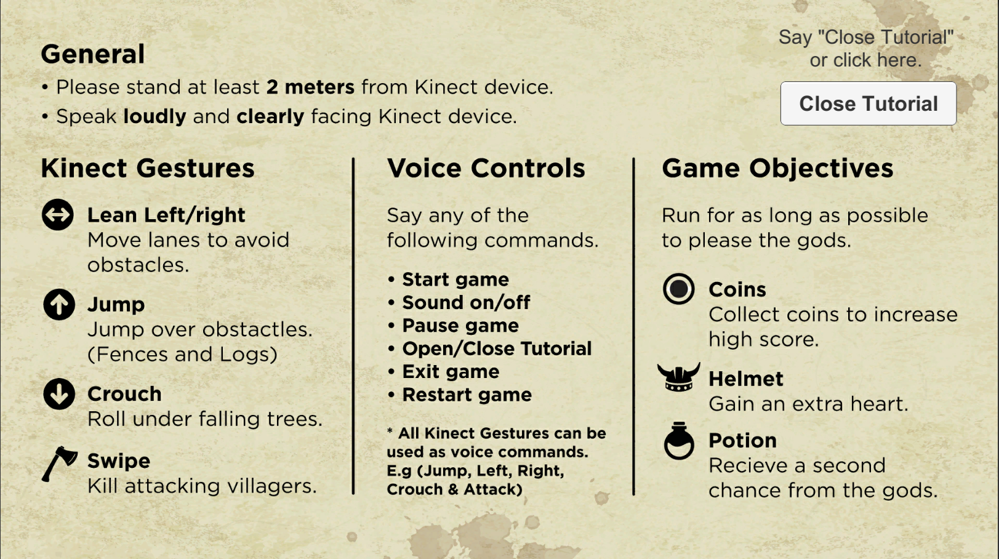 Say "Close Tutorial"
or click here.
Close Tutorial
General
• Please stand at least 2 meters from Kinect device.
• Speak loudly and clearly facing Kinect device.
Kinect Gestures
Lean Left/right
Move lanes to avoid
obstacles.
Jump
Jump over obstactles.
(Fences and Logs)
Crouch
Roll under falling trees.
Swipe
Kill attacking villagers.
Voice Controls
Say any of the
following commands.
• Start game
• Sound on/off
• Pause game
• Open/Close Tutorial
• Exit game
• Restart game
* All Kinect Gestures can be
used as voice commands.
E.g (Jump, Left, Right,
Crouch & Attack)
Game Objectives
Run for as long as possible
to please the gods.
Coins
Collect coins to increase
high score.
Helmet
Gain an extra heart.
Potion
Recieve a second
chance from the gods.